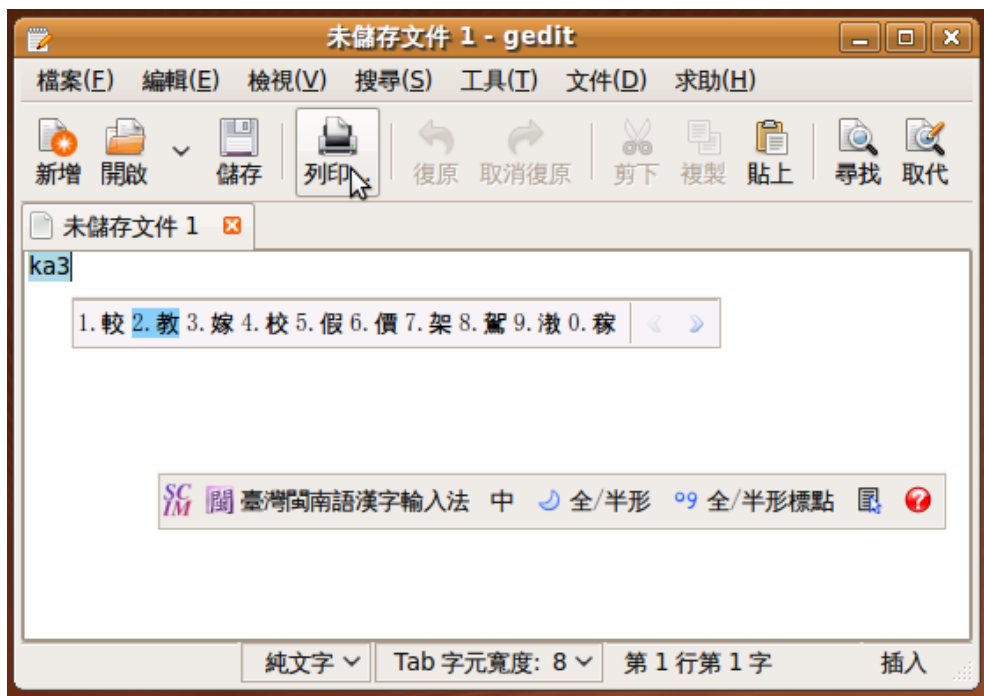 未儲存文件 1 - gedit
檔案(F) 編輯(E) 檢視(V) 搜尋(S) 工具(T) 文件(D) 求助(H)
新增 開啟 儲存 列印... 復原 取消復原 剪下 複製 貼上 尋找 取代
未儲存文件 1
ka3
1. 較 2. 教 3. 嫁 4. 校 5. 假 6. 價 7. 架 8. 駕 9. 漖 0. 稼
SCIM 閩 臺灣閩南語漢字輸入法 中 全/半形 全/半形標點
純文字 Tab 字元寬度: 8 第 1 行第 1 字 插入